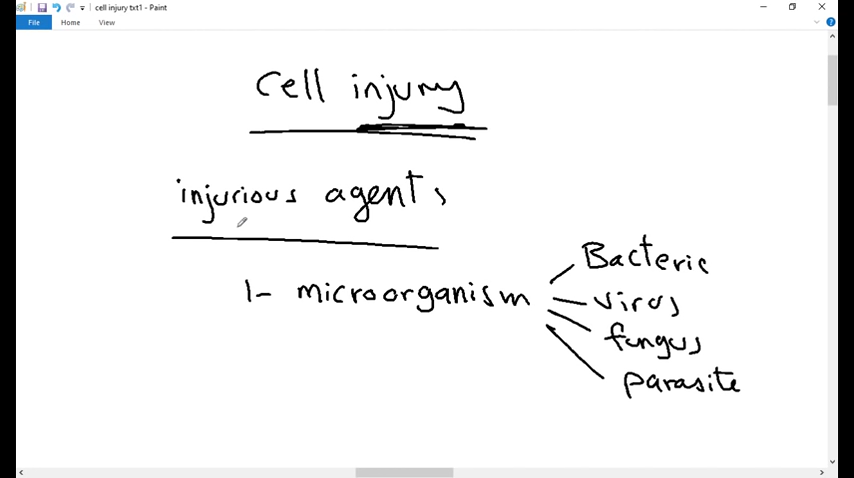 cell injury txt1 - Paint
File Home View
Cell injury
injurious agents
1- microorganism
Bacteria
virus
fungus
parasite